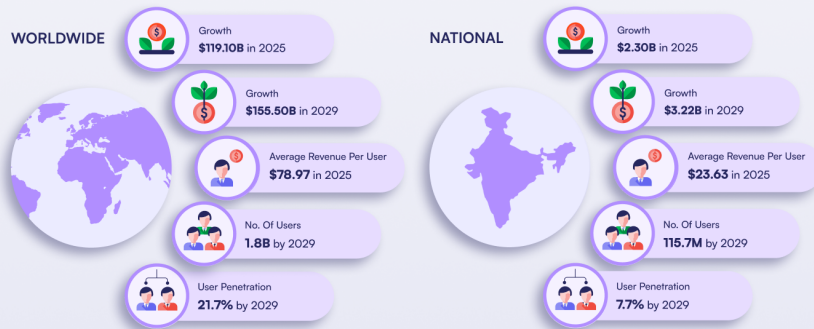 WORLDWIDE
Growth
$119.10B in 2025
Growth
$155.50B in 2029
Average Revenue Per User
$78.97 in 2025
No. Of Users
1.8B by 2029
User Penetration
21.7% by 2029
NATIONAL
Growth
$2.30B in 2025
Growth
$3.22B in 2029
Average Revenue Per User
$23.63 in 2025
No. Of Users
115.7M by 2029
User Penetration
7.7% by 2029